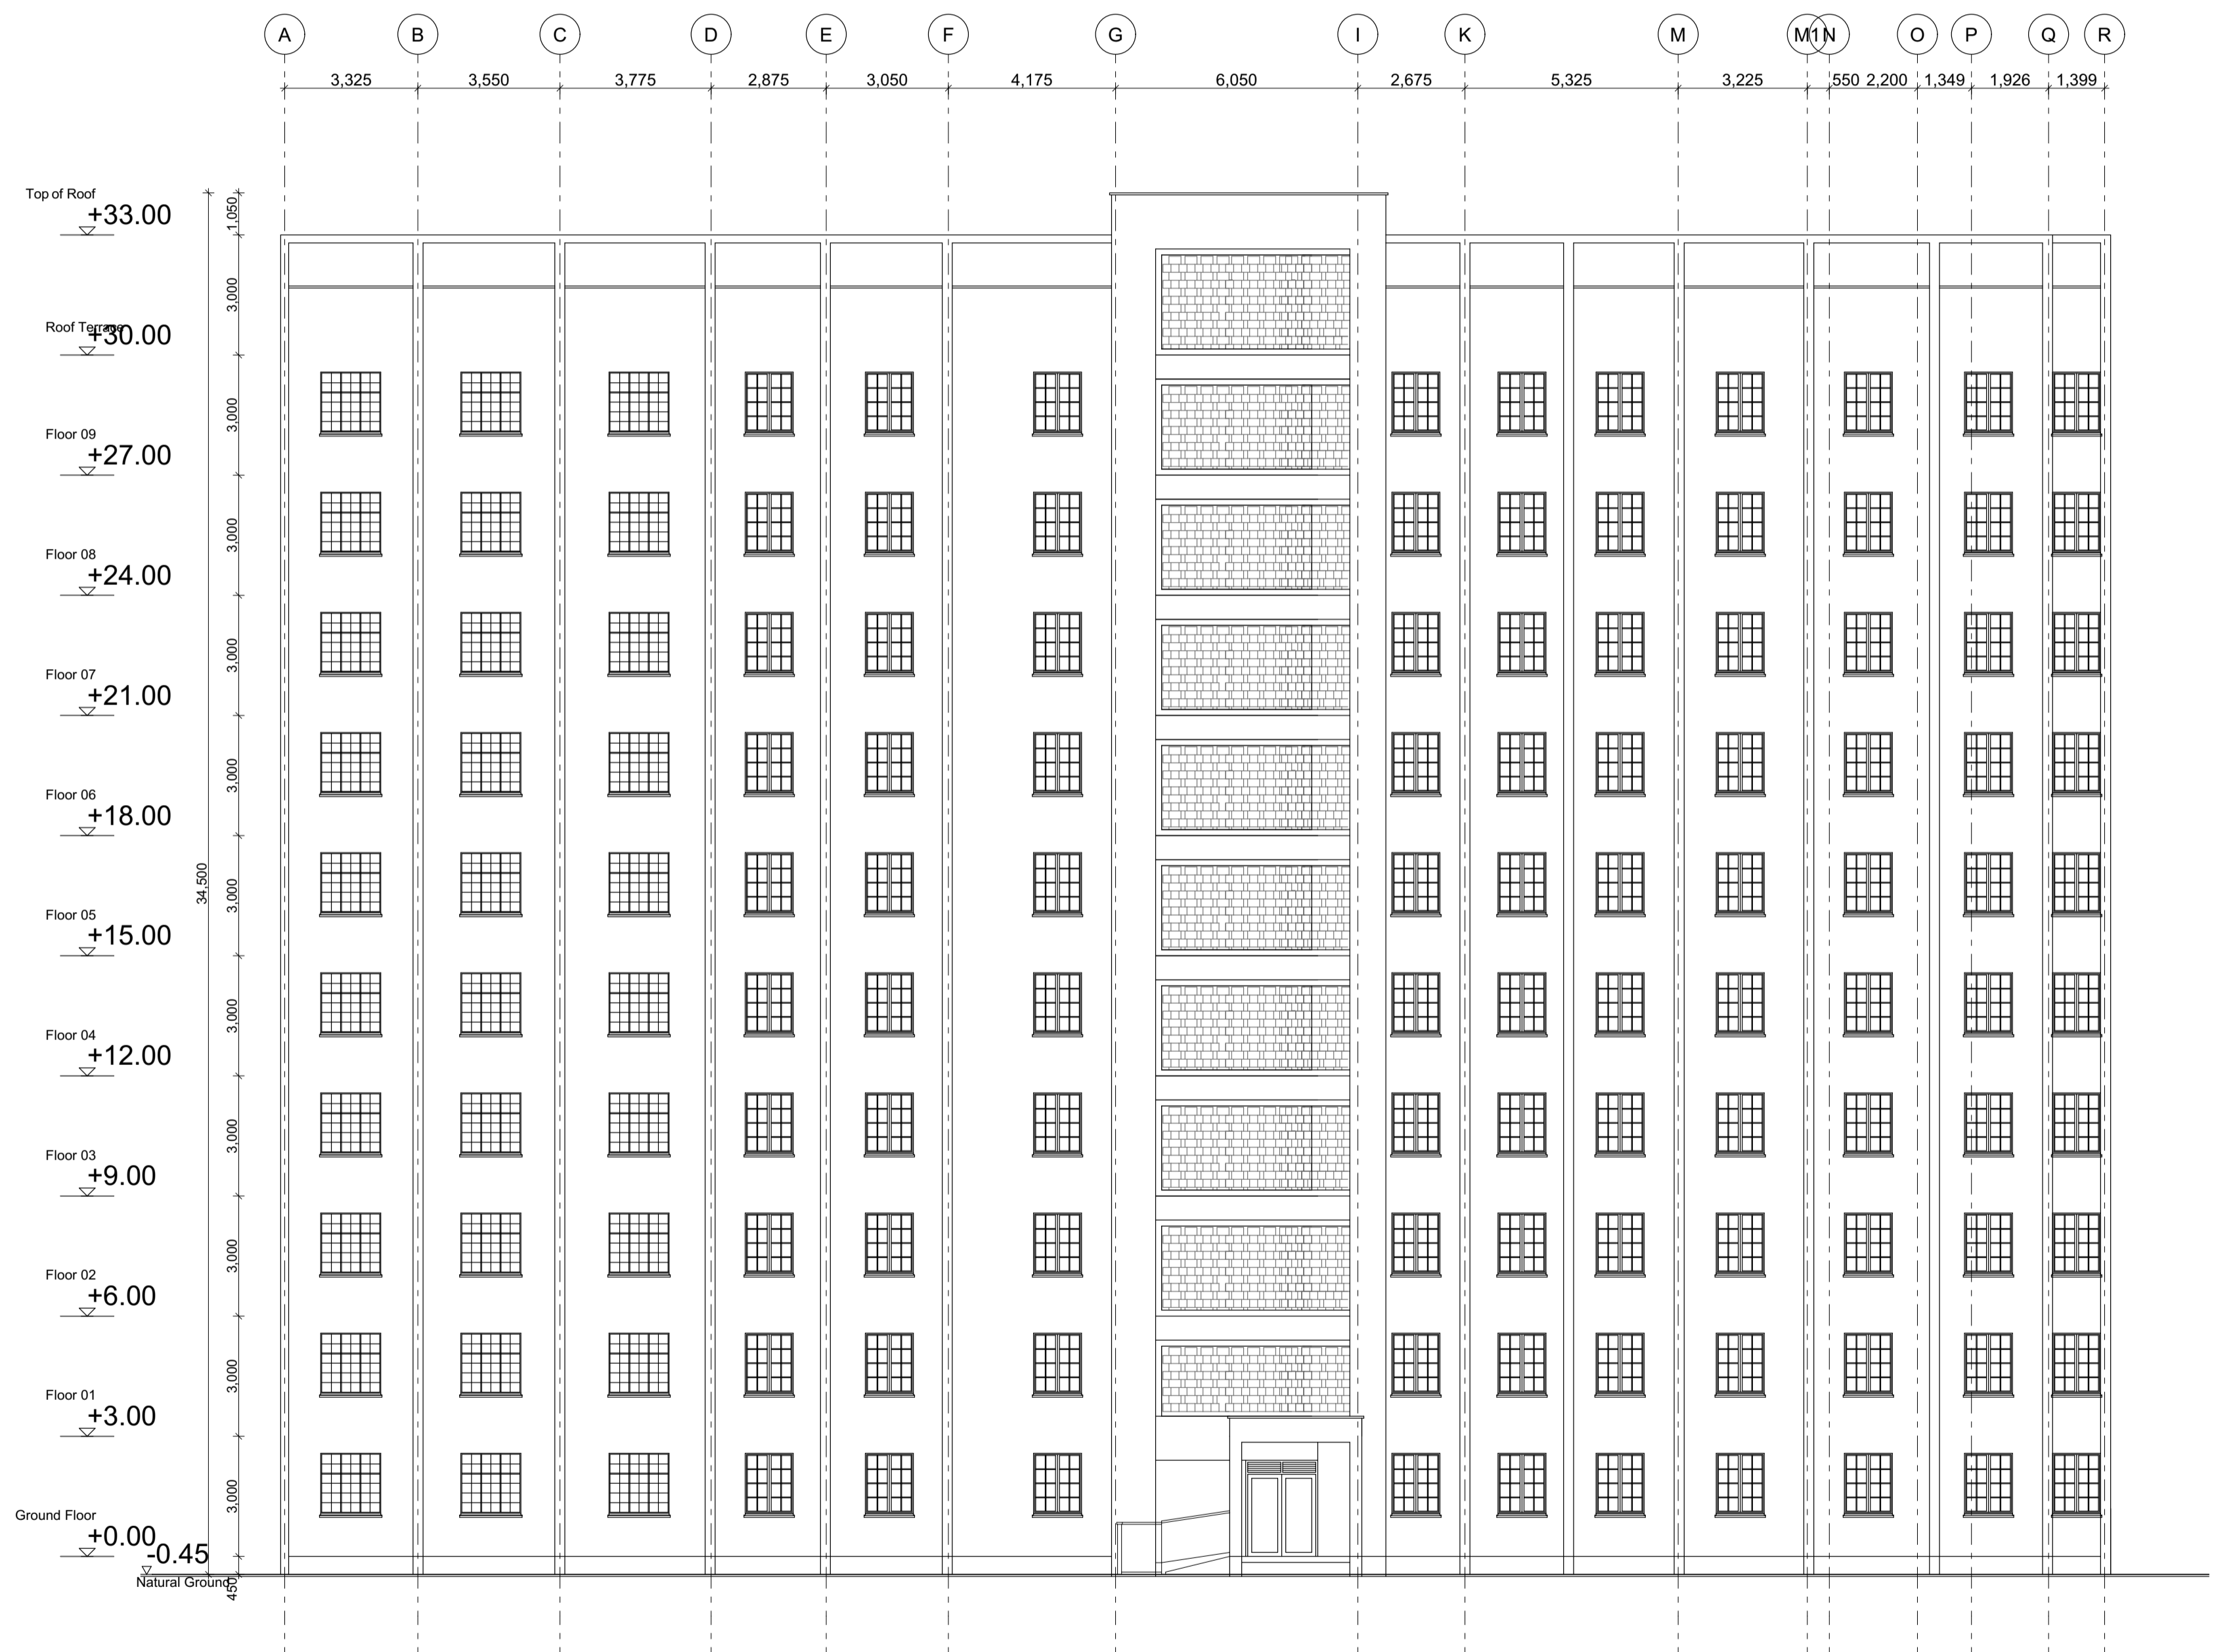 A B C D E F G I K M M1 N O P Q R
3,325 3,550 3,775 2,875 3,050 4,175 6,050 2,675 5,325 3,225 550 2,200 1,349 1,926 1,399
Top of Roof
+33.00
1,050
3,000
Roof Terrace
+30.00
3,000
Floor 09
+27.00
3,000
Floor 08
+24.00
3,000
Floor 07
+21.00
3,000
Floor 06
+18.00
34,500
3,000
Floor 05
+15.00
3,000
Floor 04
+12.00
3,000
Floor 03
+9.00
3,000
Floor 02
+6.00
3,000
Floor 01
+3.00
3,000
Ground Floor
+0.00
-0.45
Natural Ground
450